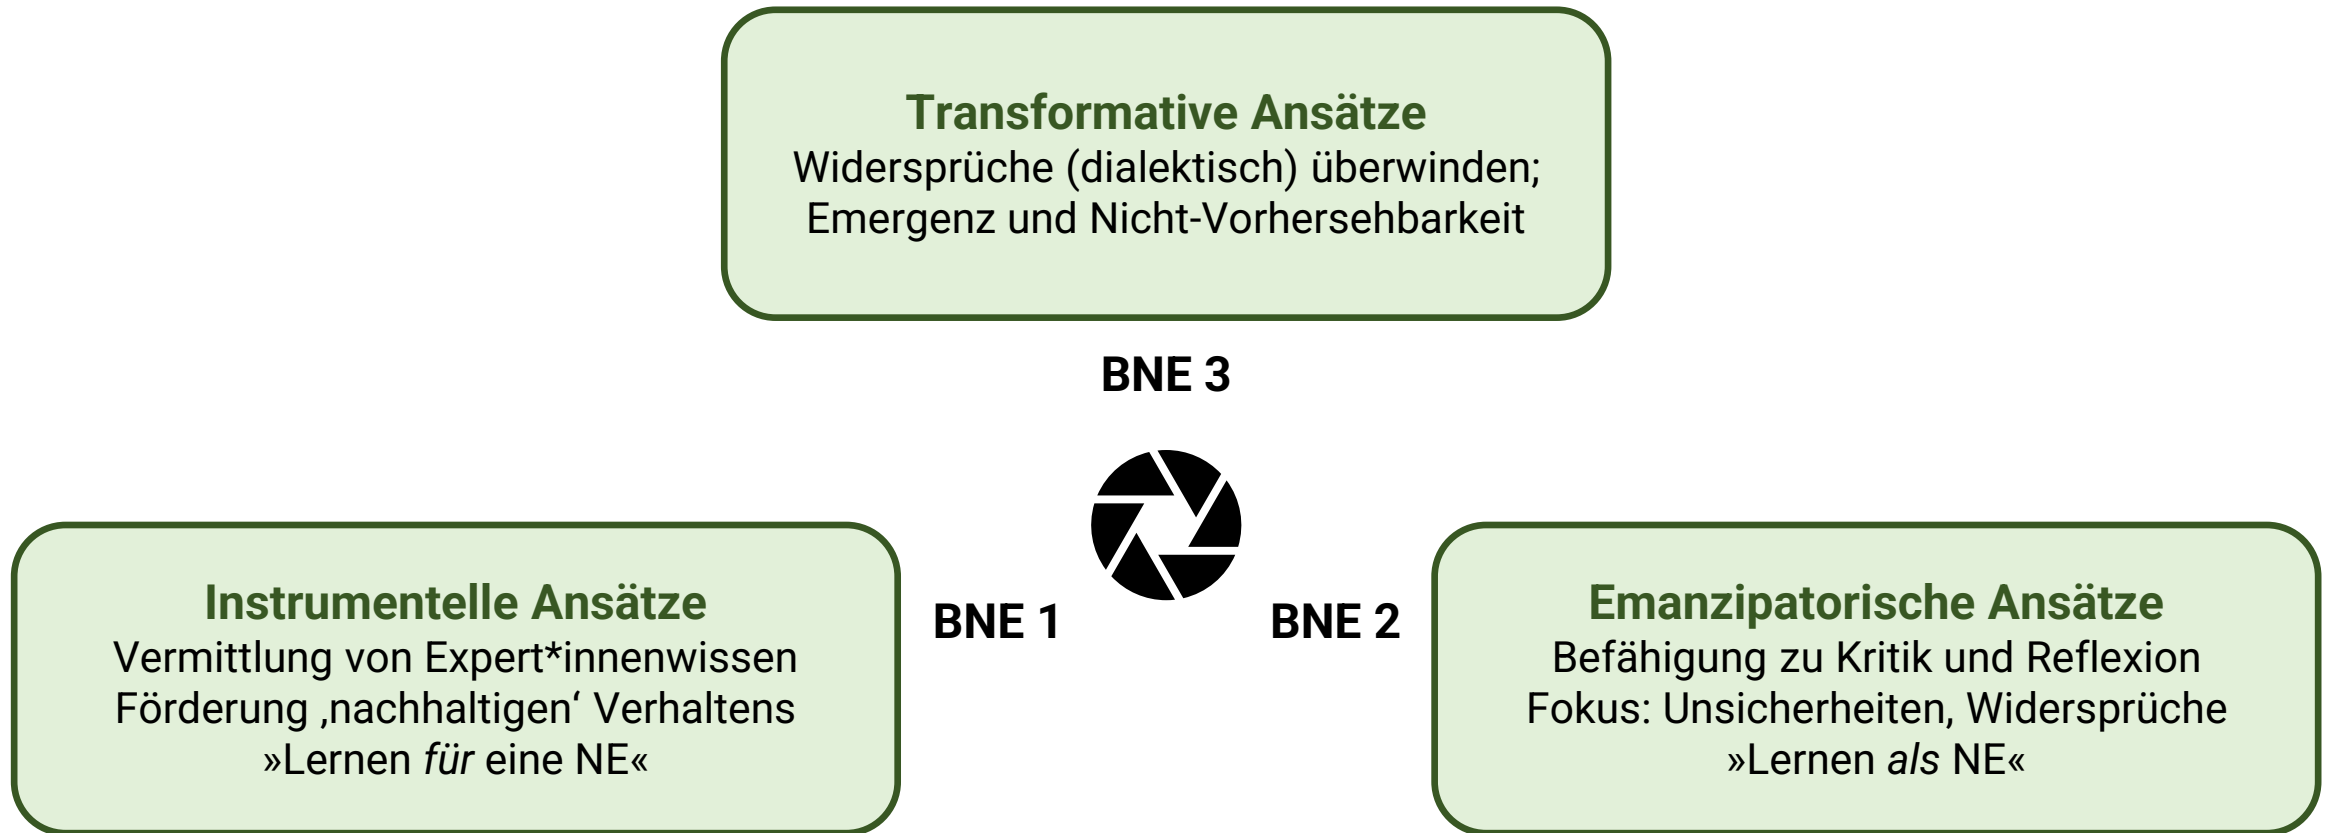 Transformative Ansätze
Widersprüche (dialektisch) überwinden;
Emergenz und Nicht-Vorhersehbarkeit
BNE 3
Instrumentelle Ansätze
Vermittlung von Expert*innenwissen
Förderung ‚nachhaltigen‘ Verhaltens
»Lernen für eine NE«
BNE 1
BNE 2
Emanzipatorische Ansätze
Befähigung zu Kritik und Reflexion
Fokus: Unsicherheiten, Widersprüche
»Lernen als NE«